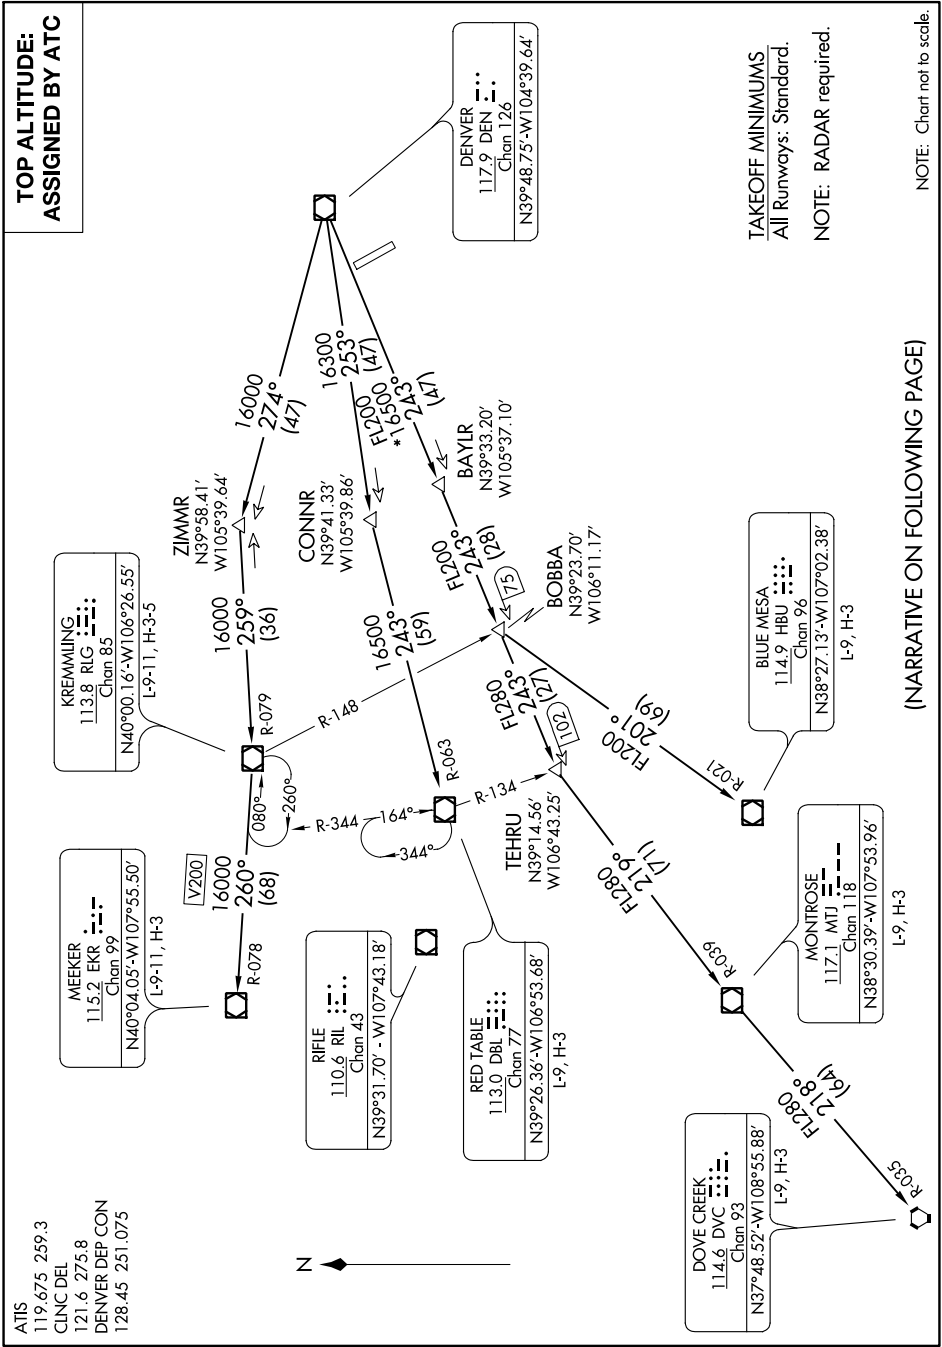 TOP ALTITUDE:
ASSIGNED BY ATC
ATIS
119.675 259.3
CLNC DEL
121.6 275.8
DENVER DEP CON
128.45 251.075
MEEKER
115.2 EKR
Chan 99
N40°04.05'-W107°55.50'
L-9-11, H-3
KREMMLING
113.8 RLG
Chan 85
N40°00.16'-W106°26.55'
L-9-11, H-3-5
ZIMMR
N39°58.41'
W105°39.64'
16000
274°
(47)
16000
259°
(36)
R-079
V200
16000
260°
(68)
R-078
080°
260°
R-148
DENVER
117.9 DEN
Chan 126
N39°48.75'-W104°39.64'
16300
253°
(47)
CONNR
N39°41.33'
W105°39.86'
16500
243°
(59)
R-063
FL200
*16500
243°
(47)
BAYLR
N39°33.20'
W105°37.10'
FL200
243°
(28)
75
BOBBA
N39°23.70'
W106°11.17'
FL280
243°
(27)
102
TEHRU
N39°14.56'
W106°43.25'
R-344
164°
344°
R-134
RIFLE
110.6 RIL
Chan 43
N39°31.70' - W107°43.18'
RED TABLE
113.0 DBL
Chan 77
N39°26.36'-W106°53.68'
L-9, H-3
FL200
201°
(69)
R-021
BLUE MESA
114.9 HBU
Chan 96
N38°27.13'-W107°02.38'
L-9, H-3
FL280
219°
(71)
R-039
MONTROSE
117.1 MTJ
Chan 118
N38°30.39'-W107°53.96'
L-9, H-3
FL280
218°
(64)
R-035
DOVE CREEK
114.6 DVC
Chan 93
N37°48.52'-W108°55.88'
L-9, H-3
N
TAKEOFF MINIMUMS
All Runways: Standard.
NOTE: RADAR required.
(NARRATIVE ON FOLLOWING PAGE)
NOTE: Chart not to scale.